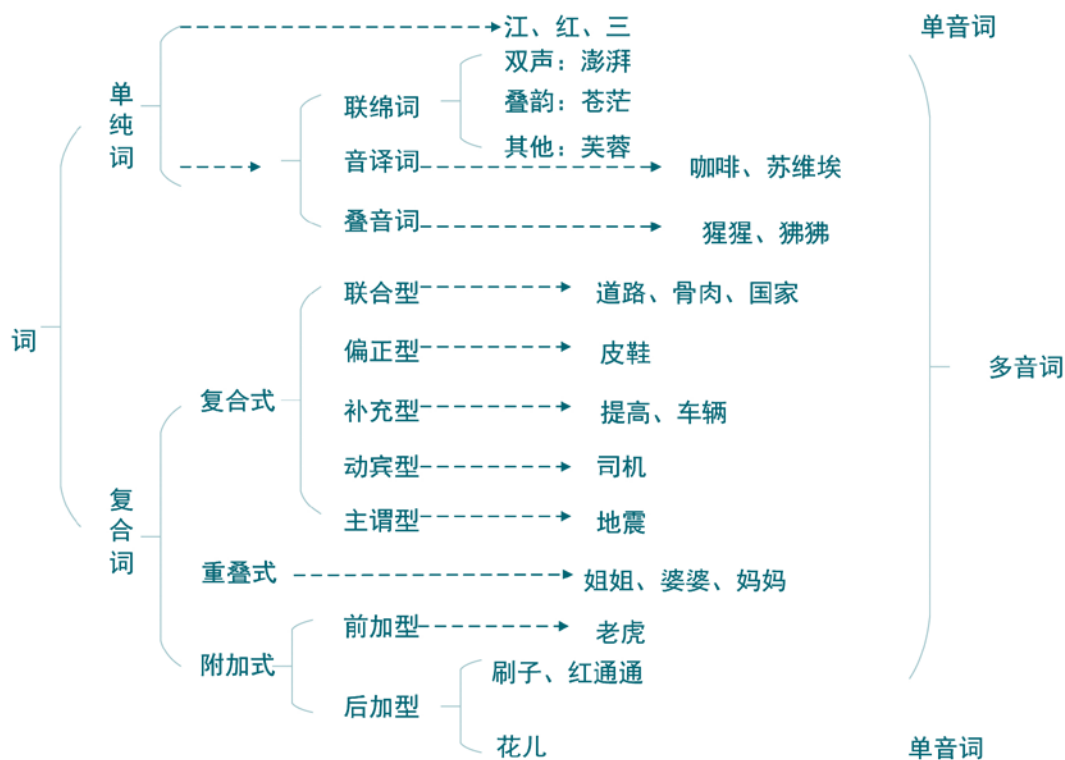 江、红、三
单音词
双声：澎湃
单纯词
联绵词
叠韵：苍茫
其他：芙蓉
音译词
咖啡、苏维埃
叠音词
猩猩、狒狒
联合型
道路、骨肉、国家
词
偏正型
皮鞋
多音词
复合式
补充型
提高、车辆
动宾型
司机
复合词
主谓型
地震
重叠式
姐姐、婆婆、妈妈
前加型
老虎
附加式
刷子、红通通
后加型
花儿
单音词